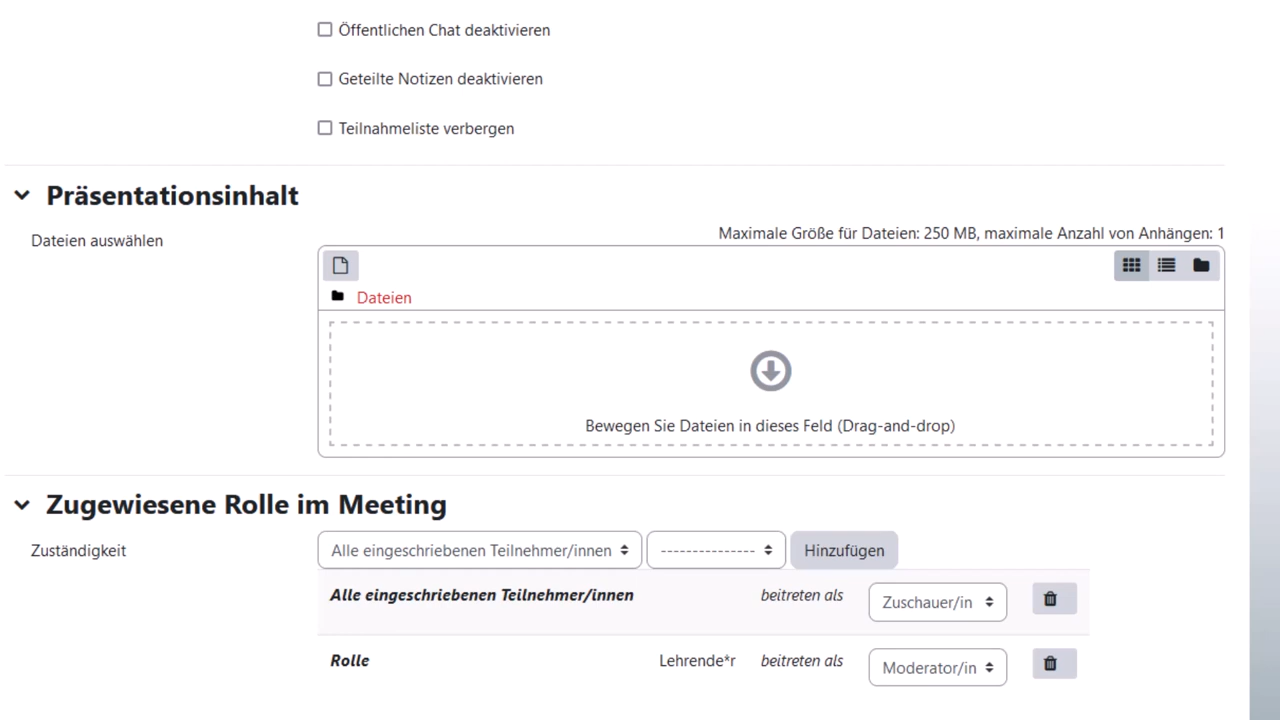 Öffentlichen Chat deaktivieren
Geteilte Notizen deaktivieren
Teilnahmeliste verbergen
Präsentationsinhalt
Dateien auswählen
Maximale Größe für Dateien: 250 MB, maximale Anzahl von Anhängen: 1
Dateien
Bewegen Sie Dateien in dieses Feld (Drag-and-drop)
Zugewiesene Rolle im Meeting
Zuständigkeit Alle eingeschriebenen Teilnehmer/innen --------------- Hinzufügen
Alle eingeschriebenen Teilnehmer/innen beitreten als Zuschauer/in
Rolle Lehrende*r beitreten als Moderator/in